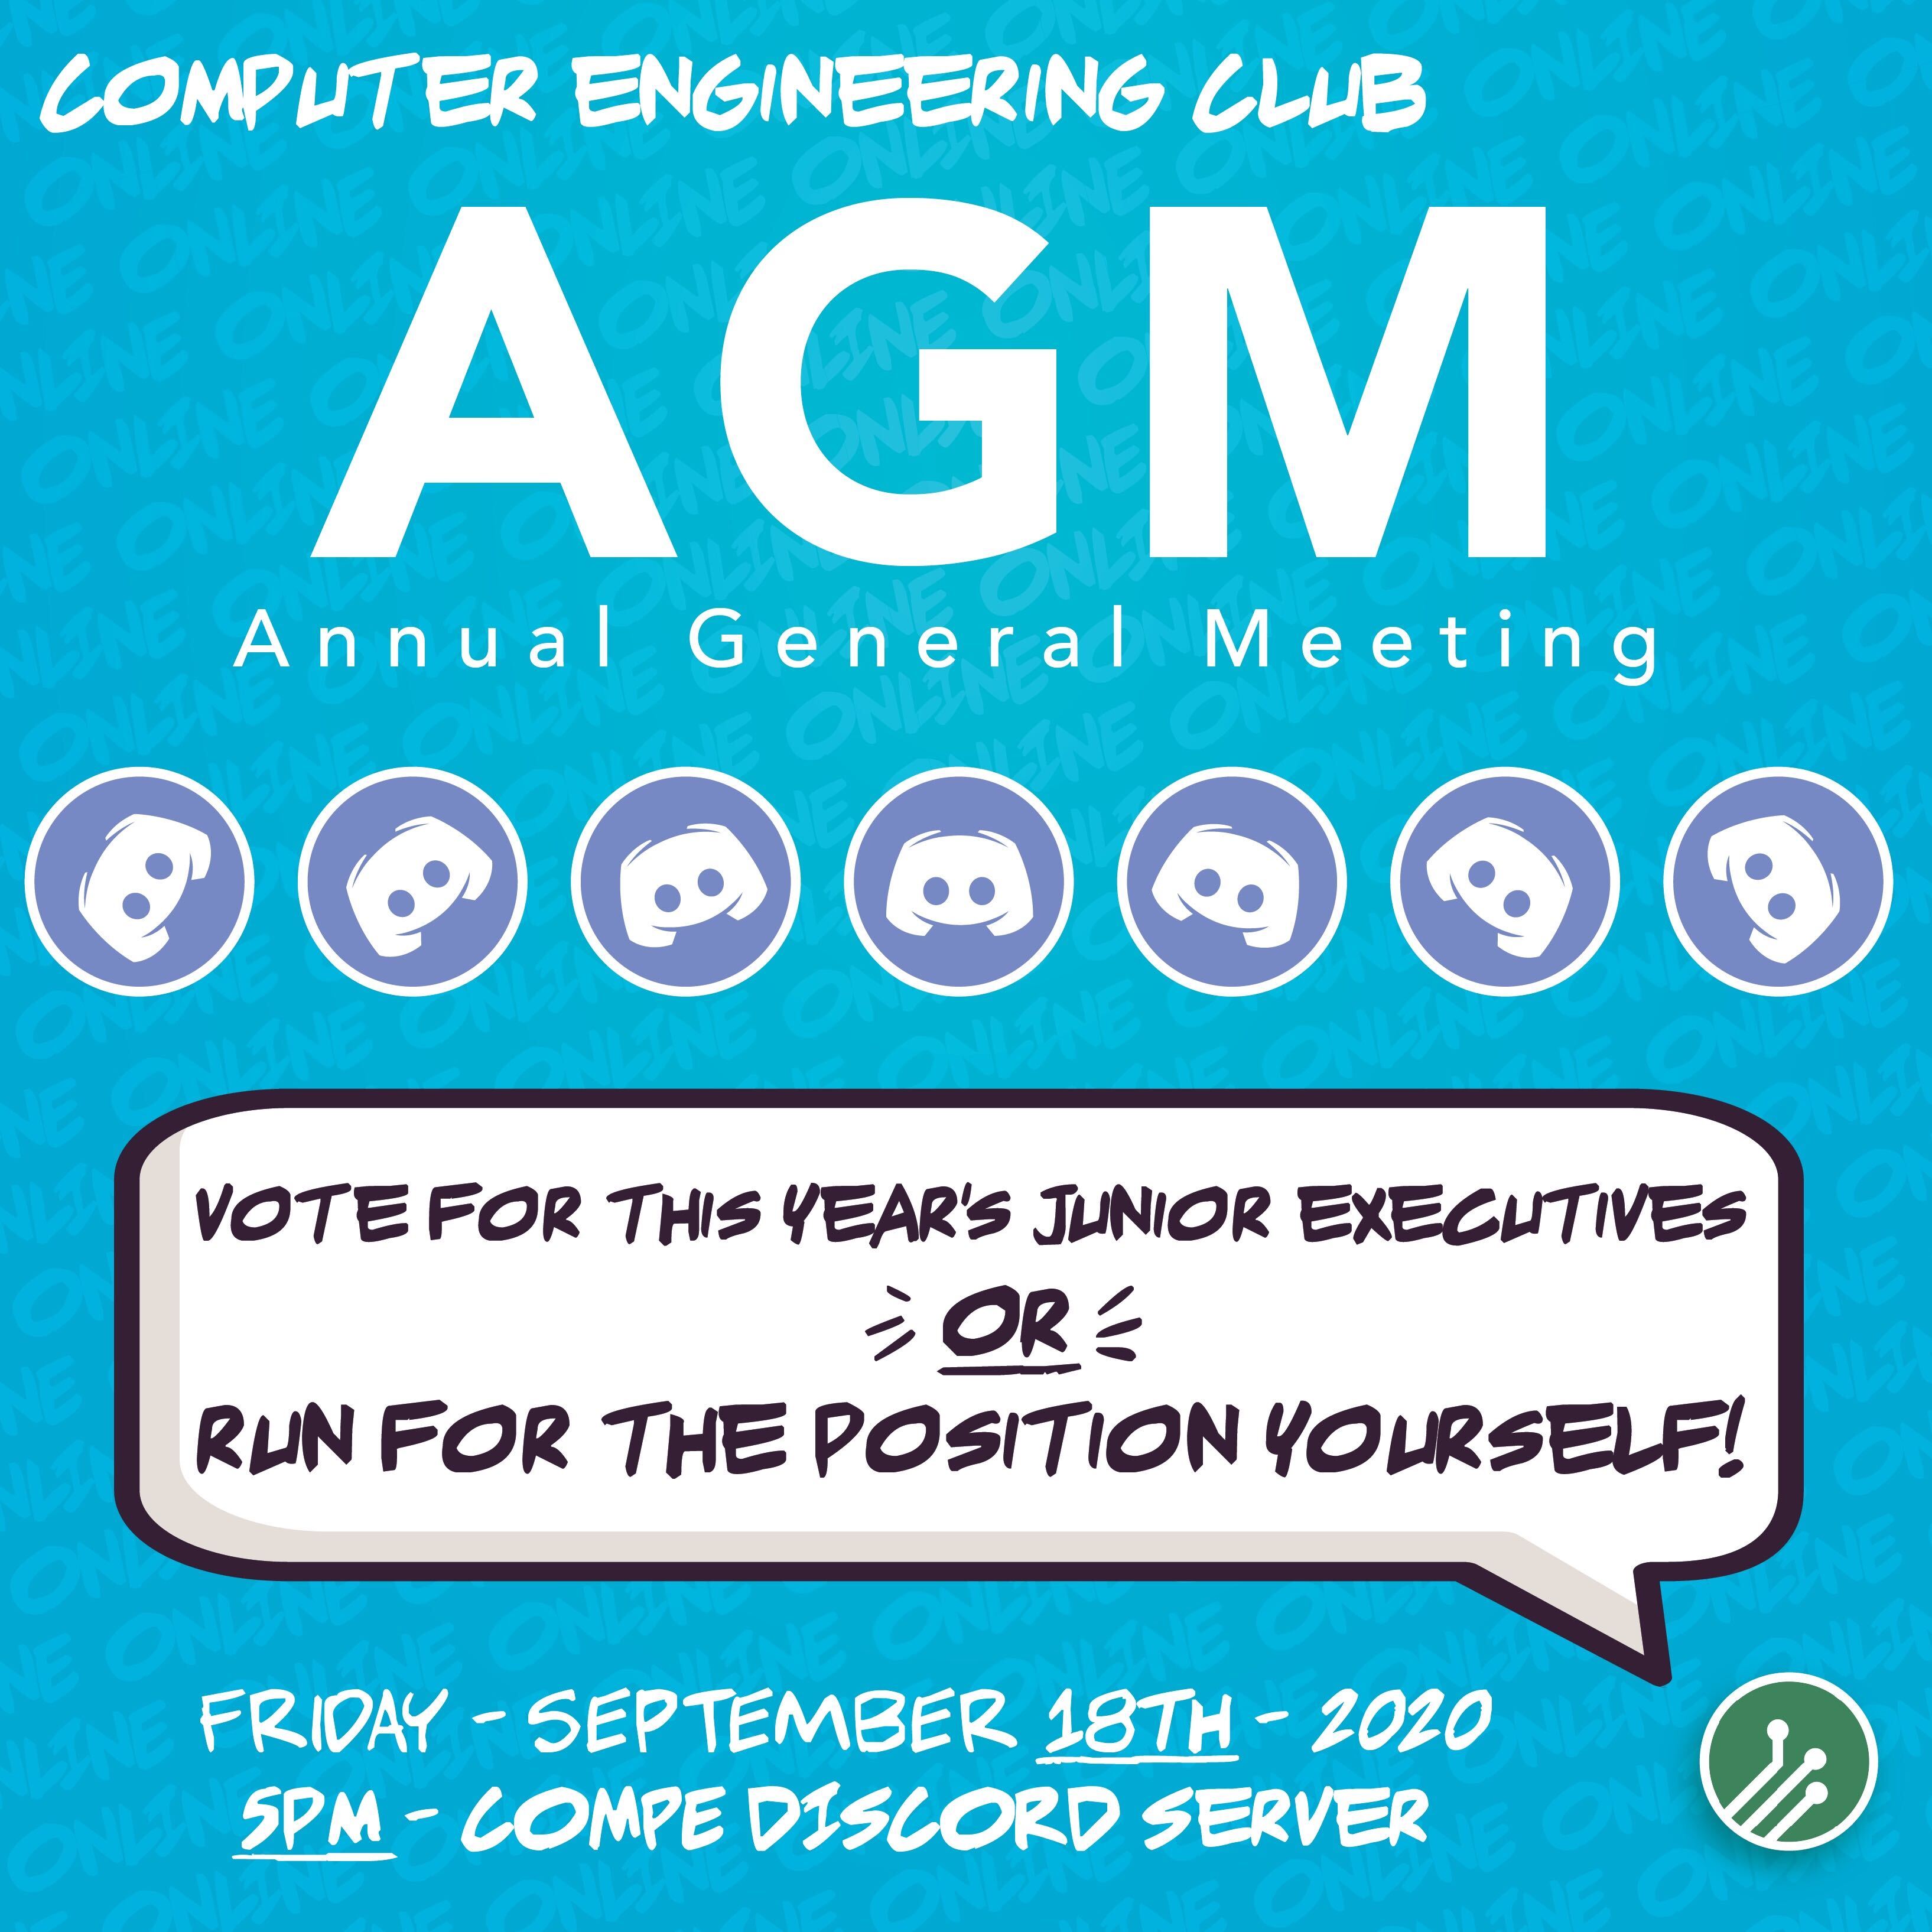 COMPUTER ENGINEERING CLUB
AGM
Annual General Meeting
VOTE FOR THIS YEAR'S JUNIOR EXECUTIVES
OR
RUN FOR THE POSITION YOURSELF!
FRIDAY - SEPTEMBER 18TH - 2020
5PM - COMPE DISCORD SERVER
ONLINE